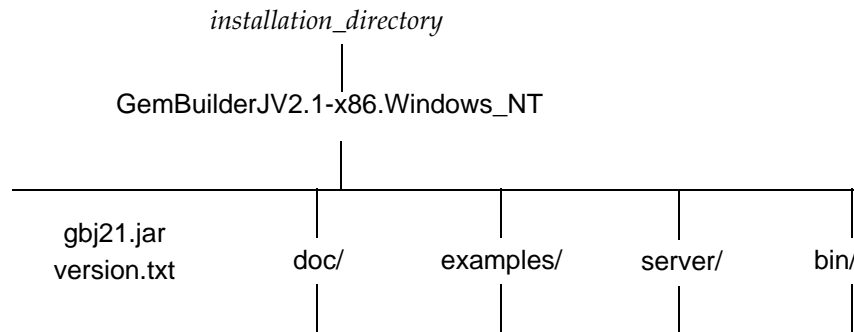 installation_directory
GemBuilderJV2.1-x86.Windows_NT
gbj21.jar
version.txt
doc/
examples/
server/
bin/